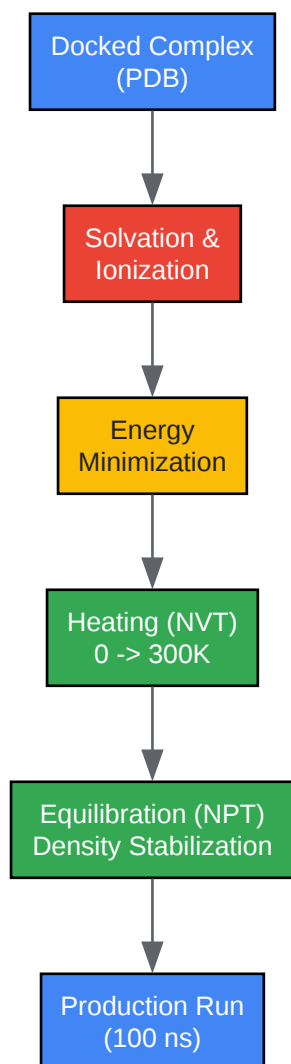 Docked Complex
(PDB)
Solvation &
Ionization
Energy
Minimization
Heating (NVT)
0 -> 300K
Equilibration (NPT)
Density Stabilization
Production Run
(100 ns)